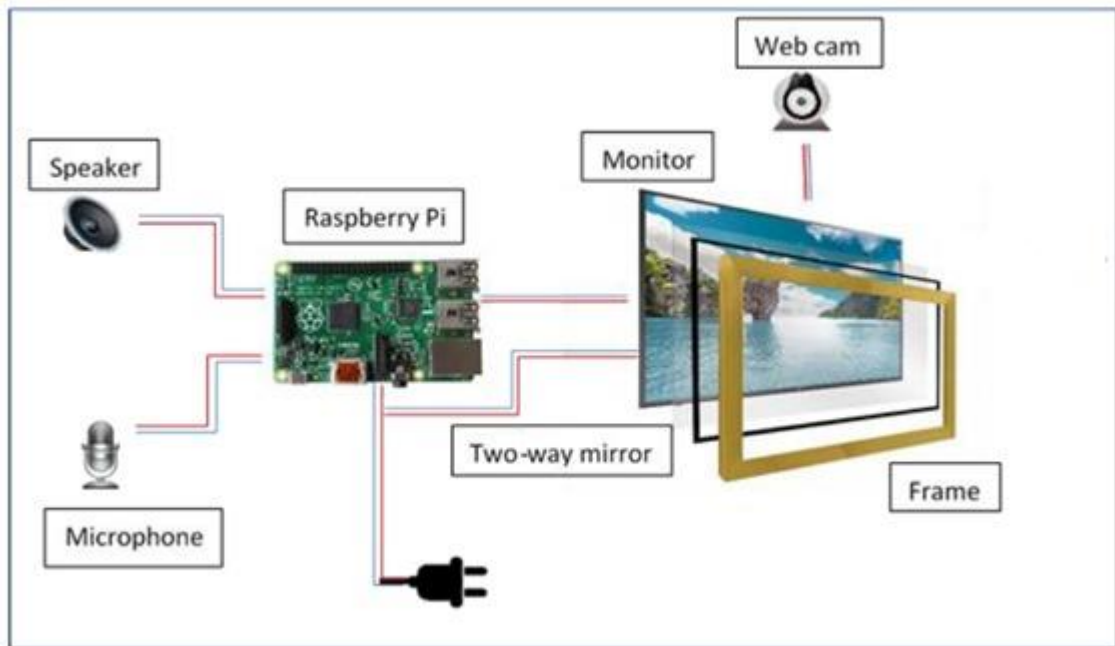 Web cam
Speaker
Monitor
Raspberry Pi
Two-way mirror
Frame
Microphone